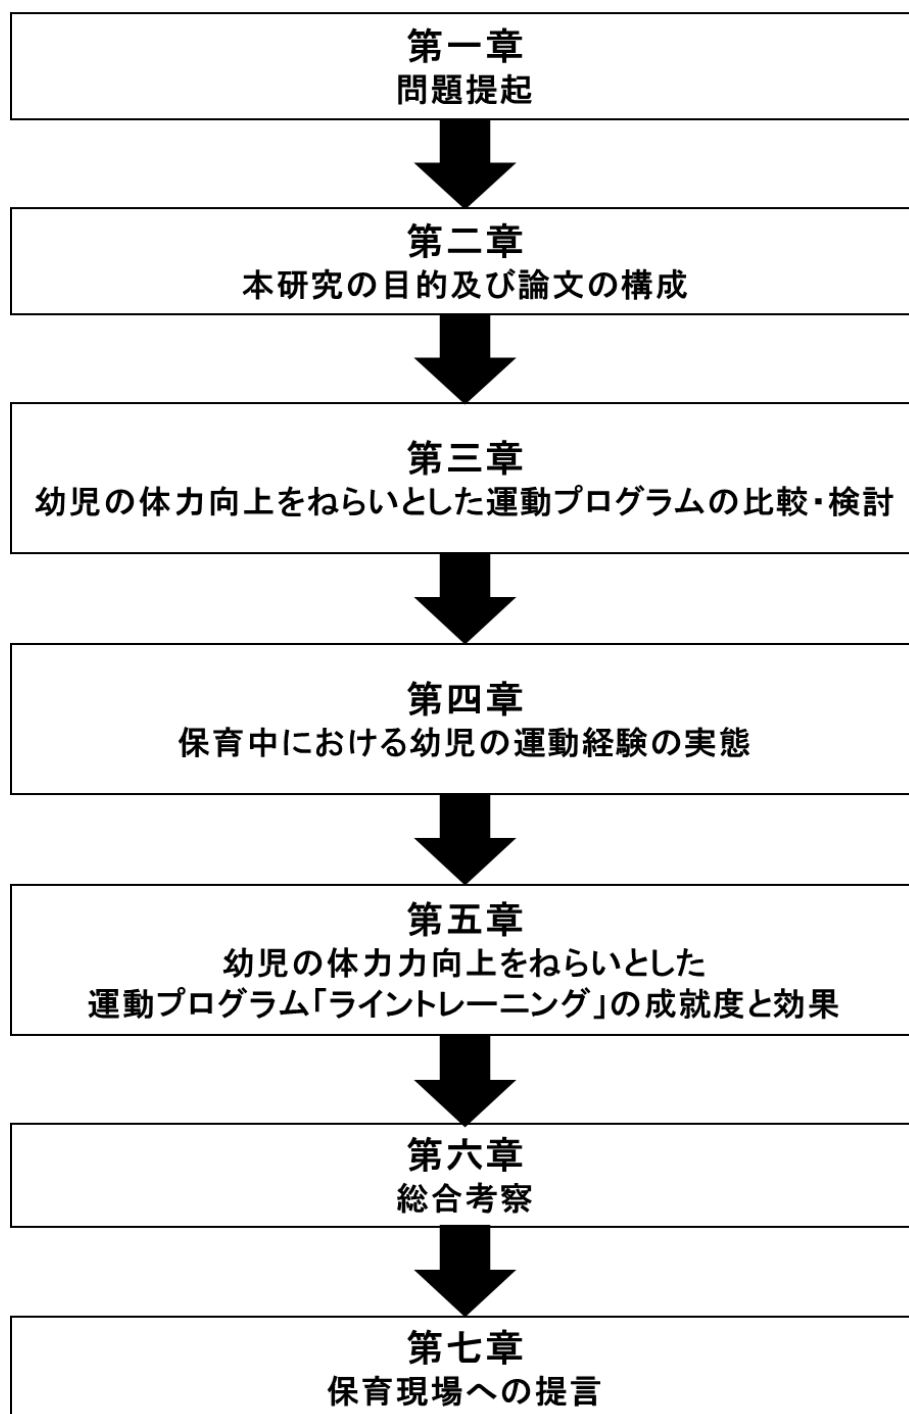 第一章
問題提起
第二章
本研究の目的及び論文の構成
第三章
幼児の体力向上をねらいとした運動プログラムの比較・検討
第四章
保育中における幼児の運動経験の実態
第五章
幼児の体力力向上をねらいとした
運動プログラム「ライントレーニング」の成就度と効果
第六章
総合考察
第七章
保育現場への提言